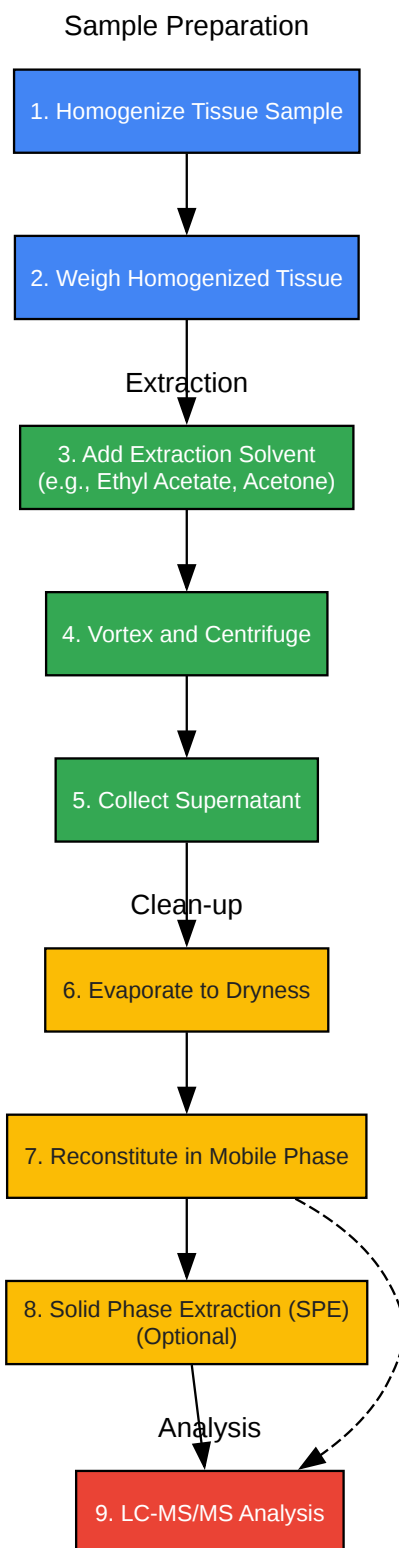 Sample Preparation
1. Homogenize Tissue Sample
2. Weigh Homogenized Tissue
Extraction
3. Add Extraction Solvent
(e.g., Ethyl Acetate, Acetone)
4. Vortex and Centrifuge
5. Collect Supernatant
Clean-up
6. Evaporate to Dryness
7. Reconstitute in Mobile Phase
8. Solid Phase Extraction (SPE)
(Optional)
Analysis
9. LC-MS/MS Analysis